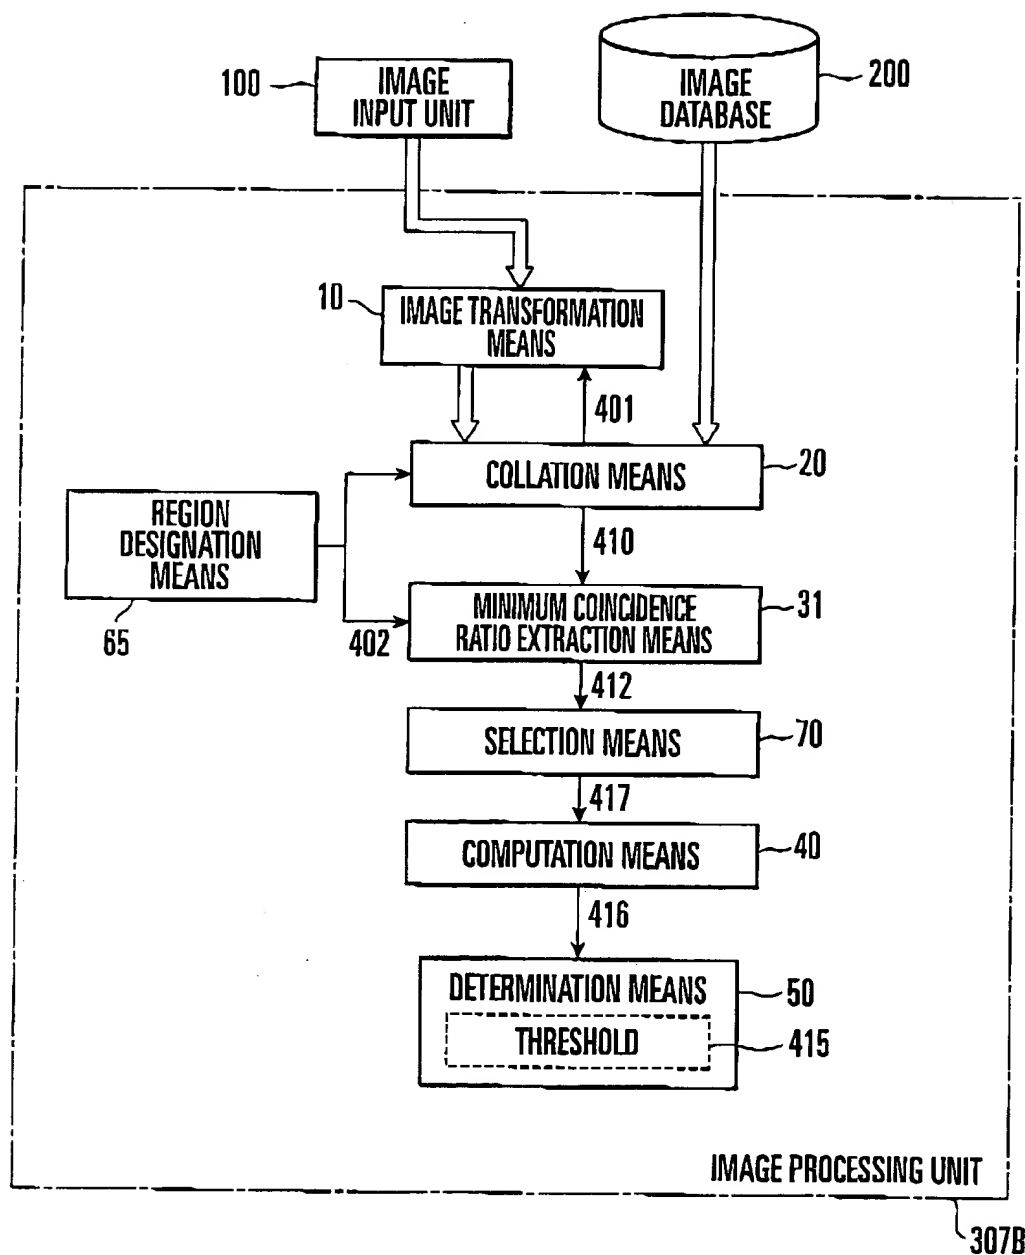 100
IMAGE
INPUT UNIT
IMAGE
DATABASE
200
10
IMAGE TRANSFORMATION
MEANS
401
COLLATION MEANS
20
REGION
DESIGNATION
MEANS
65
402
410
MINIMUM COINCIDENCE
RATIO EXTRACTION MEANS
31
412
SELECTION MEANS
70
417
COMPUTATION MEANS
40
416
DETERMINATION MEANS
50
THRESHOLD
415
IMAGE PROCESSING UNIT
307B